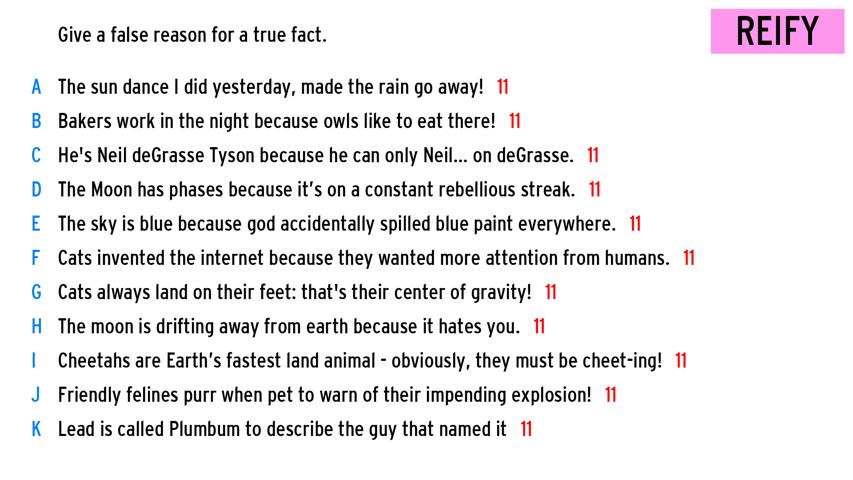 Give a false reason for a true fact.
REIFY
A The sun dance I did yesterday, made the rain go away! 11
B Bakers work in the night because owls like to eat there! 11
C He's Neil deGrasse Tyson because he can only Neil... on deGrasse. 11
D The Moon has phases because it's on a constant rebellious streak. 11
E The sky is blue because god accidentally spilled blue paint everywhere. 11
F Cats invented the internet because they wanted more attention from humans. 11
G Cats always land on their feet: that's their center of gravity! 11
H The moon is drifting away from earth because it hates you. 11
I Cheetahs are Earth's fastest land animal - obviously, they must be cheet-ing! 11
J Friendly felines purr when pet to warn of their impending explosion! 11
K Lead is called Plumbum to describe the guy that named it 11